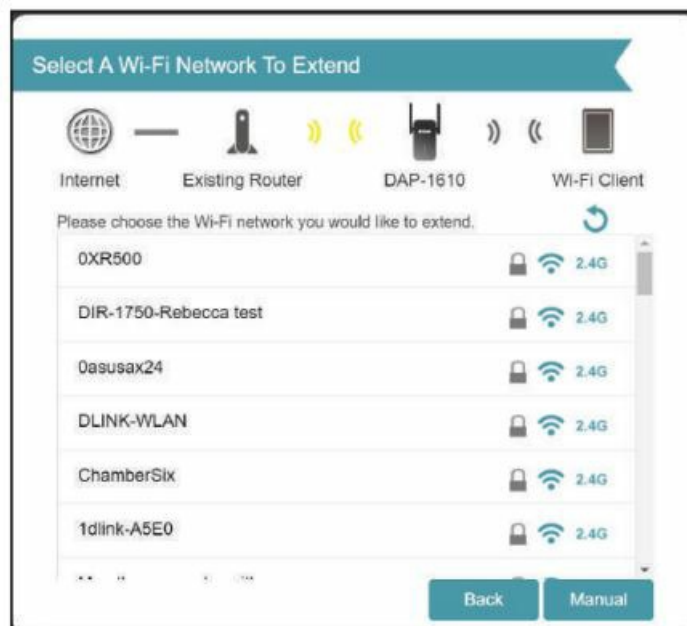 Select A Wi-Fi Network To Extend
Internet Existing Router DAP-1610 Wi-Fi Client
Please choose the Wi-Fi network you would like to extend.
0XR500 2.4G
DIR-1750-Rebecca test 2.4G
0asusax24 2.4G
DLINK-WLAN 2.4G
ChamberSix 2.4G
1dlink-A5E0 2.4G
Back Manual